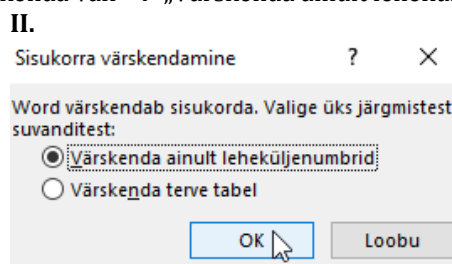 II.
Sisukorra värskendamine ? ×
Word värskendab sisukorda. Valige üks järgmistest
suvanditest:
Värskenda ainult leheküljenumbrid
Värskenda terve tabel
OK Loobu